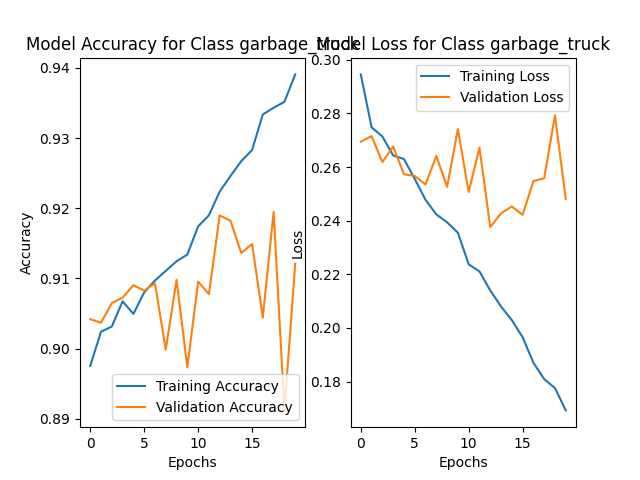 Model Accuracy for Class garbage_truck
0.94
0.93
0.92
0.91
0.90
0.89
Accuracy
Training Accuracy
Validation Accuracy
0 5 10 15
Epochs
Model Loss for Class garbage_truck
0.30
0.28
0.26
0.24
0.22
0.20
0.18
Loss
Training Loss
Validation Loss
0 5 10 15
Epochs